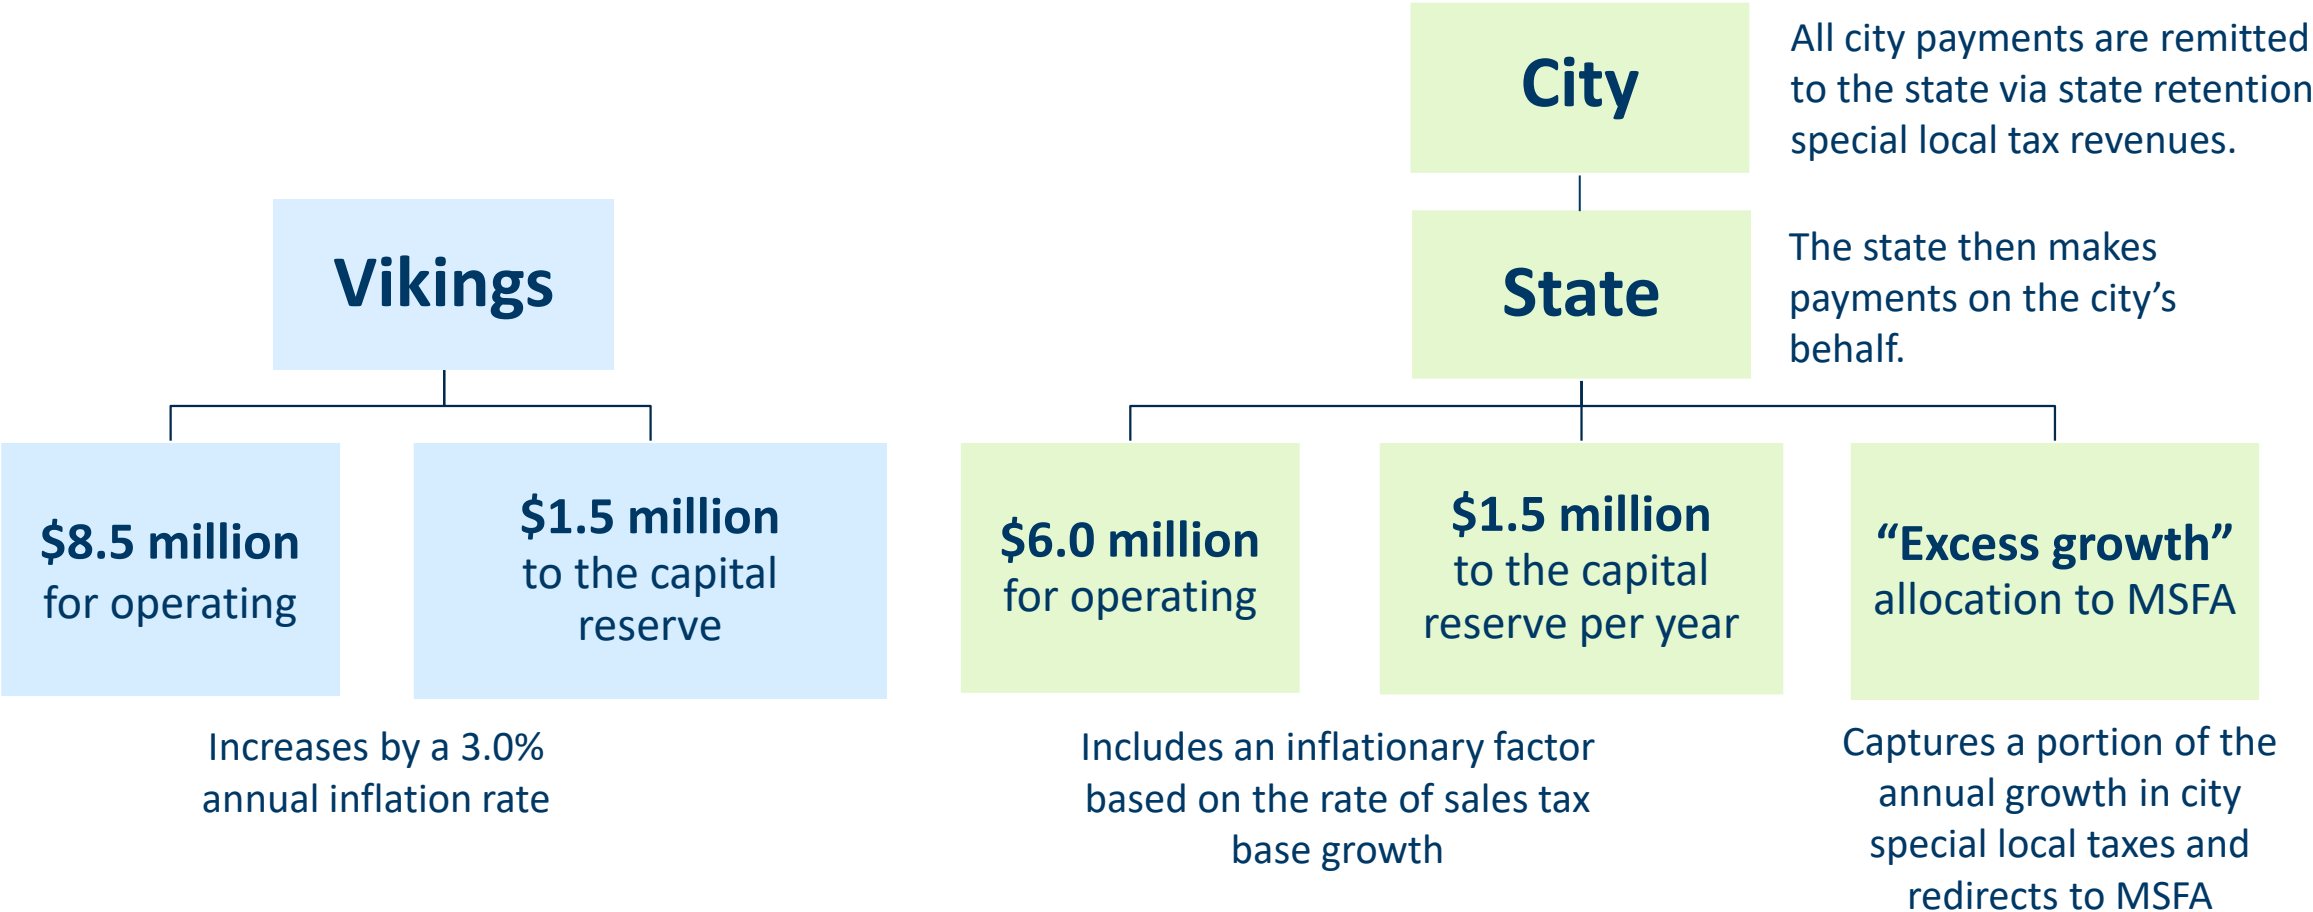 City
All city payments are remitted
to the state via state retention
special local tax revenues.
Vikings
State
The state then makes
payments on the city’s
behalf.
$8.5 million
for operating
$1.5 million
to the capital
reserve
$6.0 million
for operating
$1.5 million
to the capital
reserve per year
“Excess growth”
allocation to MSFA
Increases by a 3.0%
annual inflation rate
Includes an inflationary factor
based on the rate of sales tax
base growth
Captures a portion of the
annual growth in city
special local taxes and
redirects to MSFA